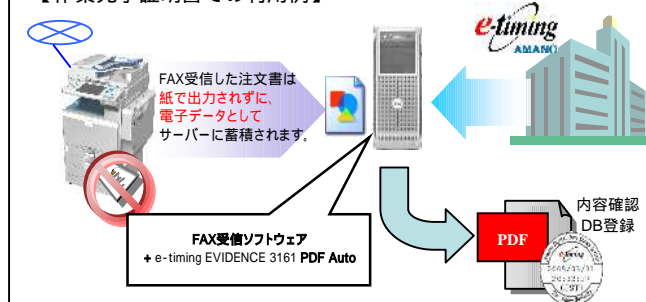 【作業完了証明書での利用例】
e-timing
AMANO
FAX受信した注文書は
紙で出力されずに、
電子データとして
サーバーに蓄積されます。
FAX受信ソフトウェア
+ e-timing EVIDENCE 3161 PDF Auto
PDF
内容確認
DB登録
e-timing